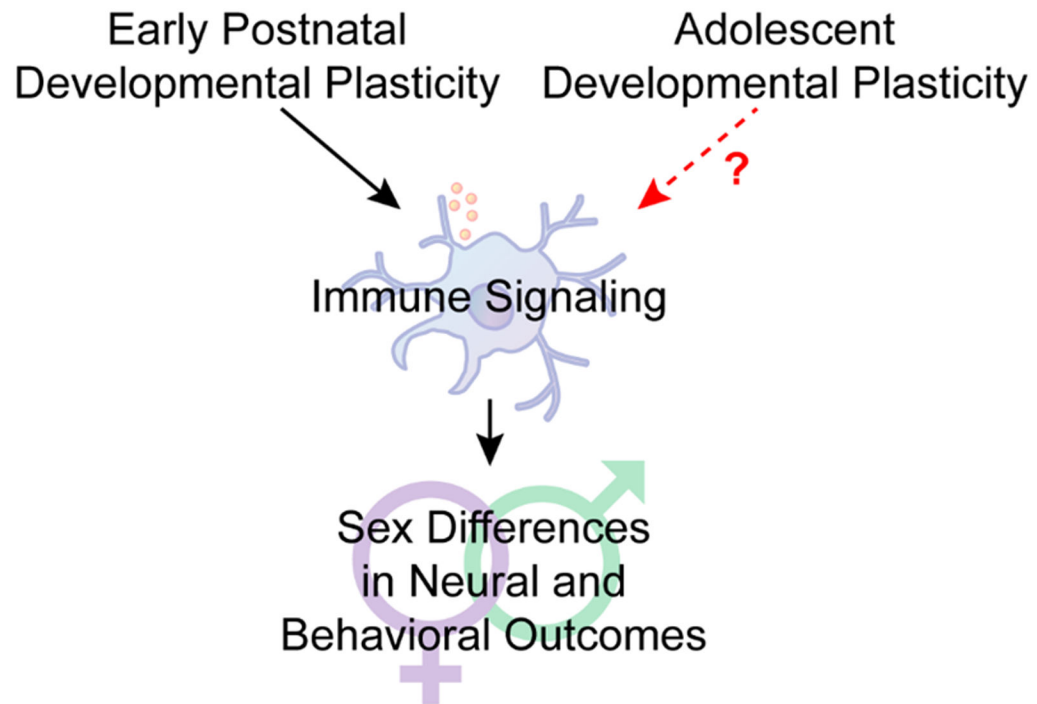 Early Postnatal
Developmental Plasticity
Adolescent
Developmental Plasticity
?
Immune Signaling
Sex Differences
in Neural and
Behavioral Outcomes